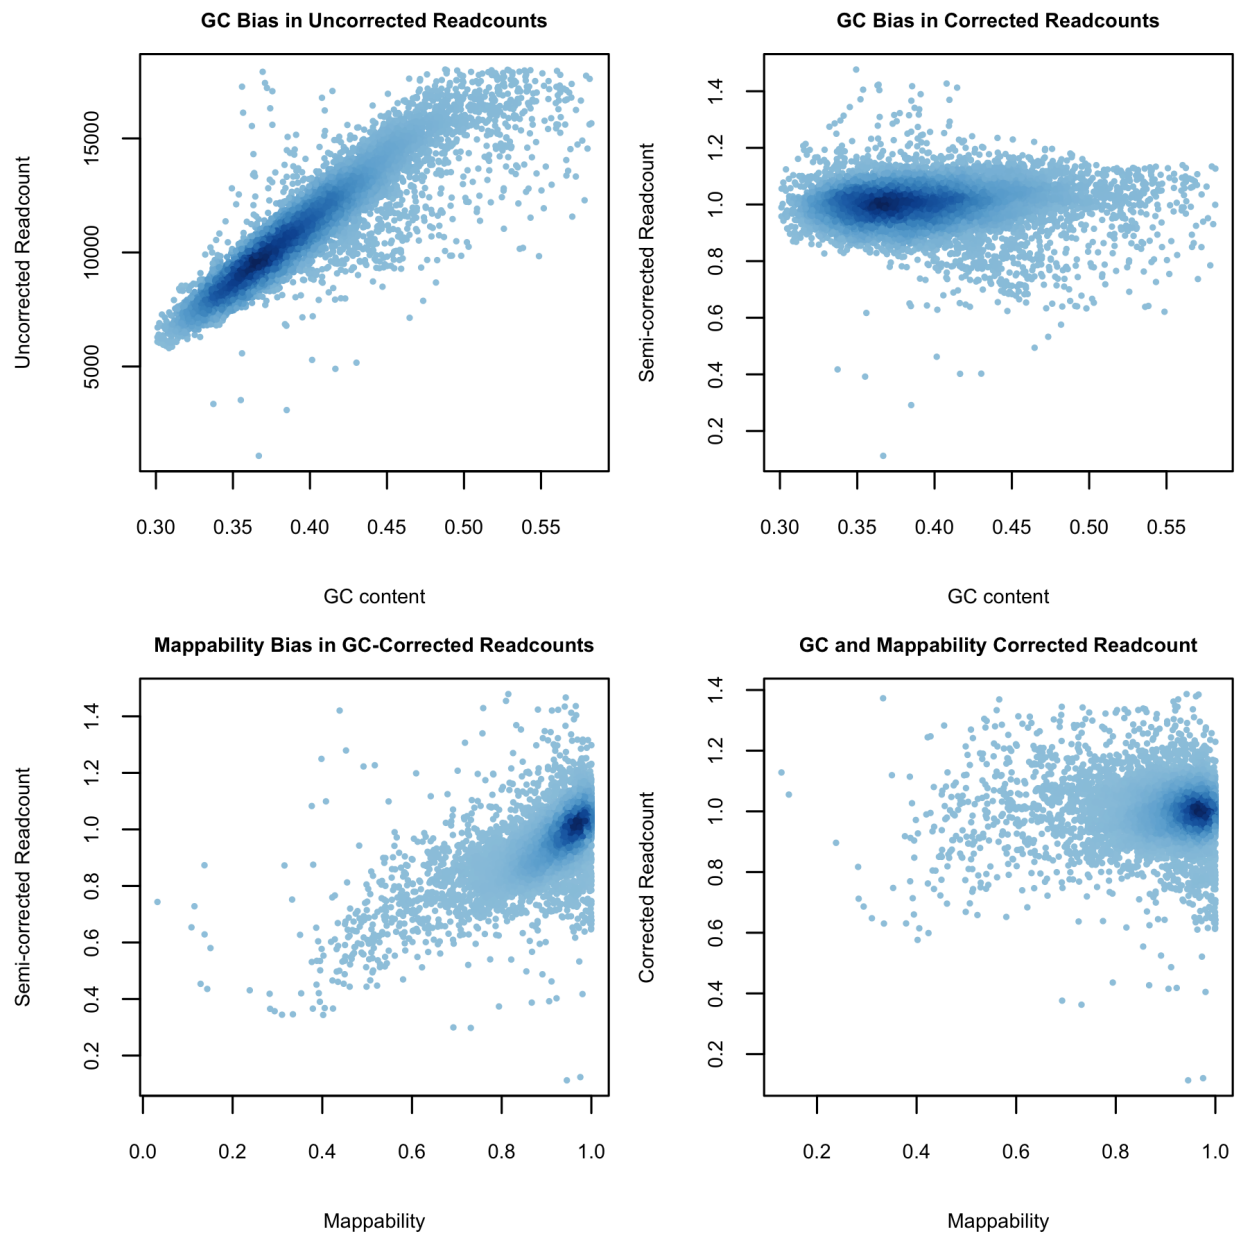 GC Bias in Uncorrected Readcounts
Uncorrected Readcount
15000
10000
5000
0.30 0.35 0.40 0.45 0.50 0.55
GC content
GC Bias in Corrected Readcounts
Semi-corrected Readcount
1.4
1.2
1.0
0.8
0.6
0.4
0.2
0.30 0.35 0.40 0.45 0.50 0.55
GC content
Mappability Bias in GC-Corrected Readcounts
Semi-corrected Readcount
1.4
1.2
1.0
0.8
0.6
0.4
0.2
0.0 0.2 0.4 0.6 0.8 1.0
Mappability
GC and Mappability Corrected Readcount
Corrected Readcount
1.4
1.2
1.0
0.8
0.6
0.4
0.2
0.2 0.4 0.6 0.8 1.0
Mappability